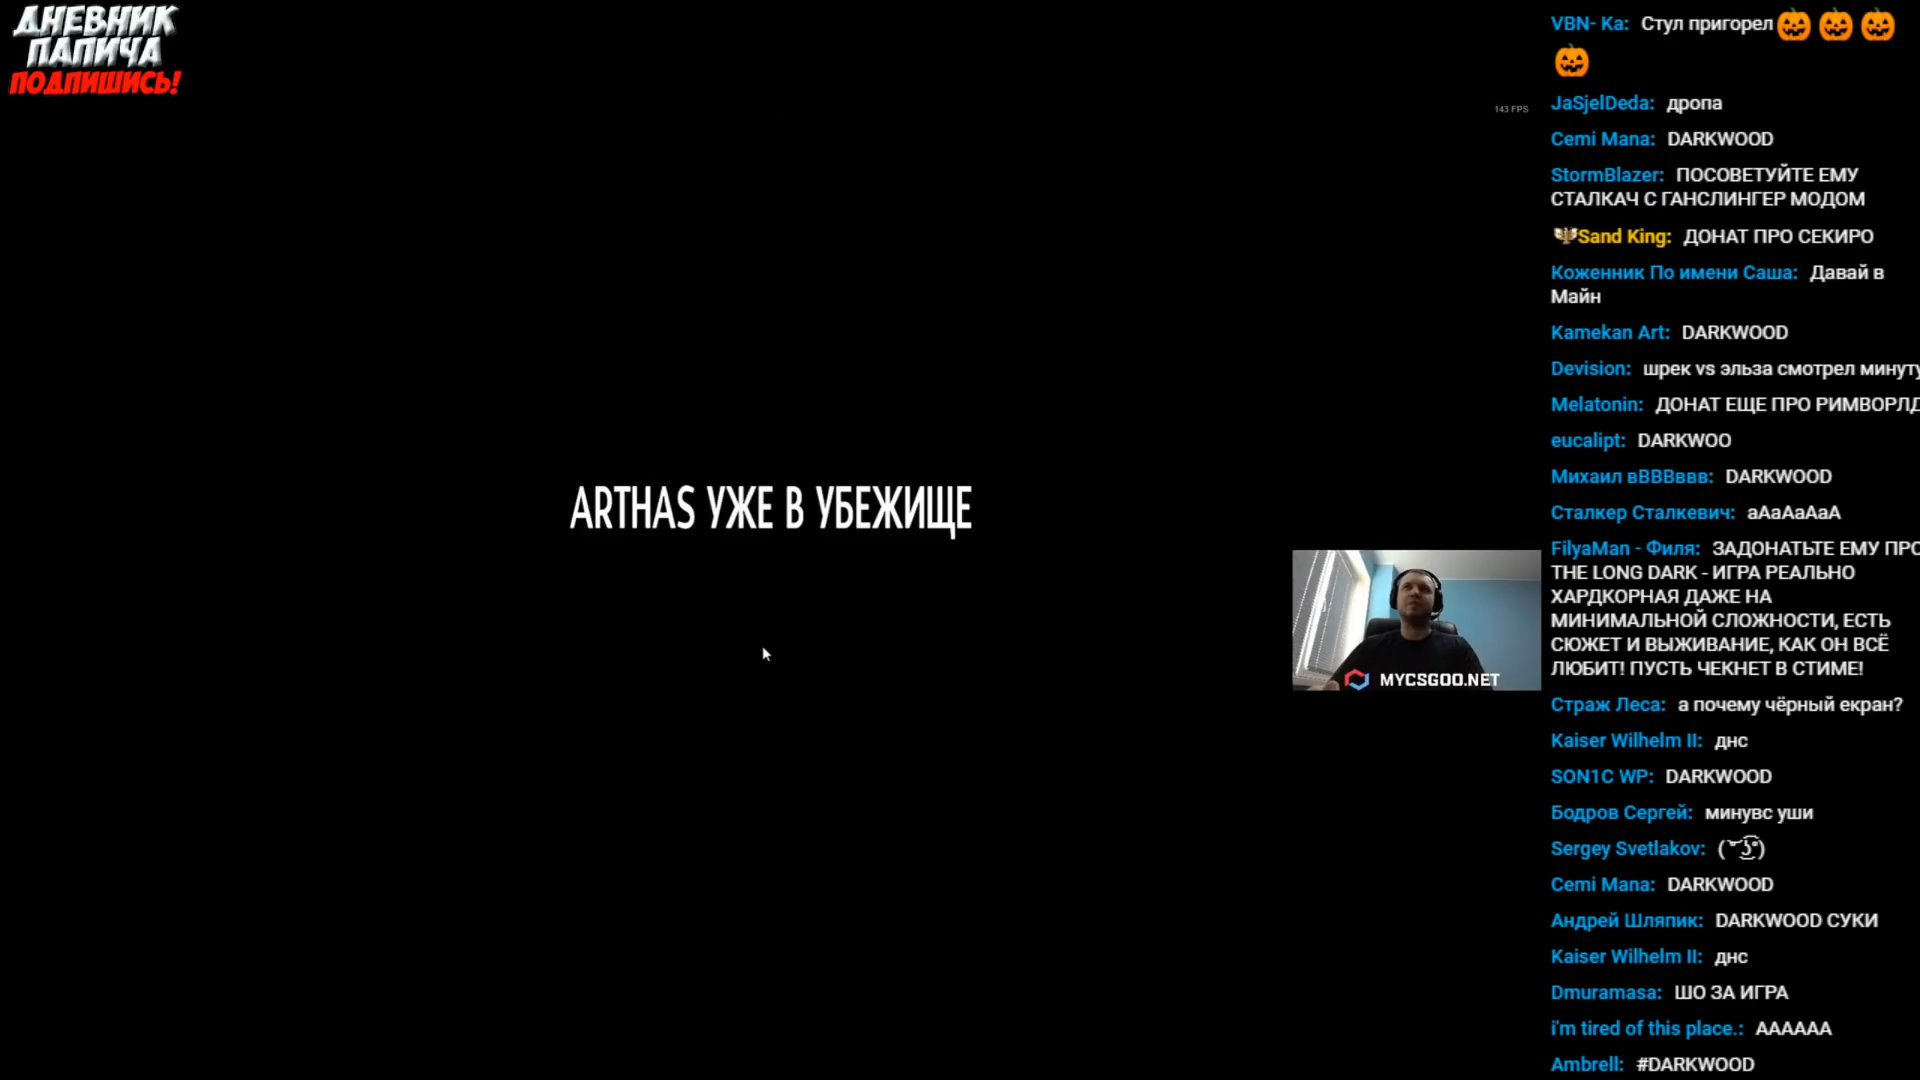 ДНЕВНИК
ПАПИЧА
ПОДПИШИСЬ!
143 FPS
ARTHAS УЖЕ В УБЕЖИЩЕ
MYCSGOO.NET
VBN- Ka: Стул пригорел
JaSjelDeda: дропа
Cemi Mana: DARKWOOD
StormBlazer: ПОСОВЕТУЙТЕ ЕМУ
СТАЛКАЧ С ГАНСЛИНГЕР МОДОМ
Sand King: ДОНАТ ПРО СЕКИРО
Коженник По имени Саша: Давай в
Майн
Kamekan Art: DARKWOOD
Devision: шрек vs эльза смотрел минуту
Melatonin: ДОНАТ ЕЩЕ ПРО РИМВОРЛД
eucalipt: DARKWOO
Михаил вВВВввв: DARKWOOD
Сталкер Сталкевич: аАаАаАаА
FilyaMan - Филя: ЗАДОНАТЬТЕ ЕМУ ПРО
THE LONG DARK - ИГРА РЕАЛЬНО
ХАРДКОРНАЯ ДАЖЕ НА
МИНИМАЛЬНОЙ СЛОЖНОСТИ, ЕСТЬ
СЮЖЕТ И ВЫЖИВАНИЕ, КАК ОН ВСЁ
ЛЮБИТ! ПУСТЬ ЧЕКНЕТ В СТИМЕ!
Страж Леса: а почему чёрный екран?
Kaiser Wilhelm II: днс
SON1C WP: DARKWOOD
Бодров Сергей: минувс уши
Sergey Svetlakov: ( ͡° ͜ʖ ͡°)
Cemi Mana: DARKWOOD
Андрей Шляпик: DARKWOOD СУКИ
Kaiser Wilhelm II: днс
Dmuramasa: ШО ЗА ИГРА
i'm tired of this place.: АААААА
Ambrell: #DARKWOOD